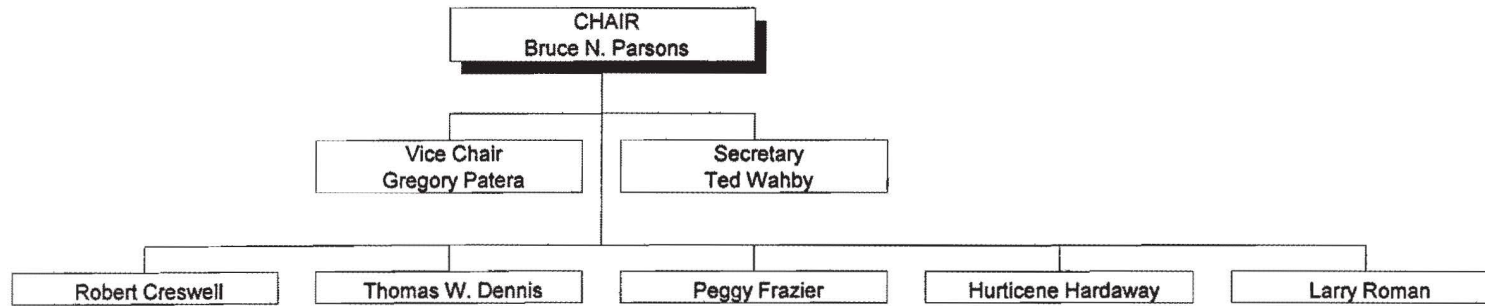 CHAIR
Bruce N. Parsons
Vice Chair
Gregory Patera
Secretary
Ted Wahby
Robert Creswell
Thomas W. Dennis
Peggy Frazier
Hurticene Hardaway
Larry Roman